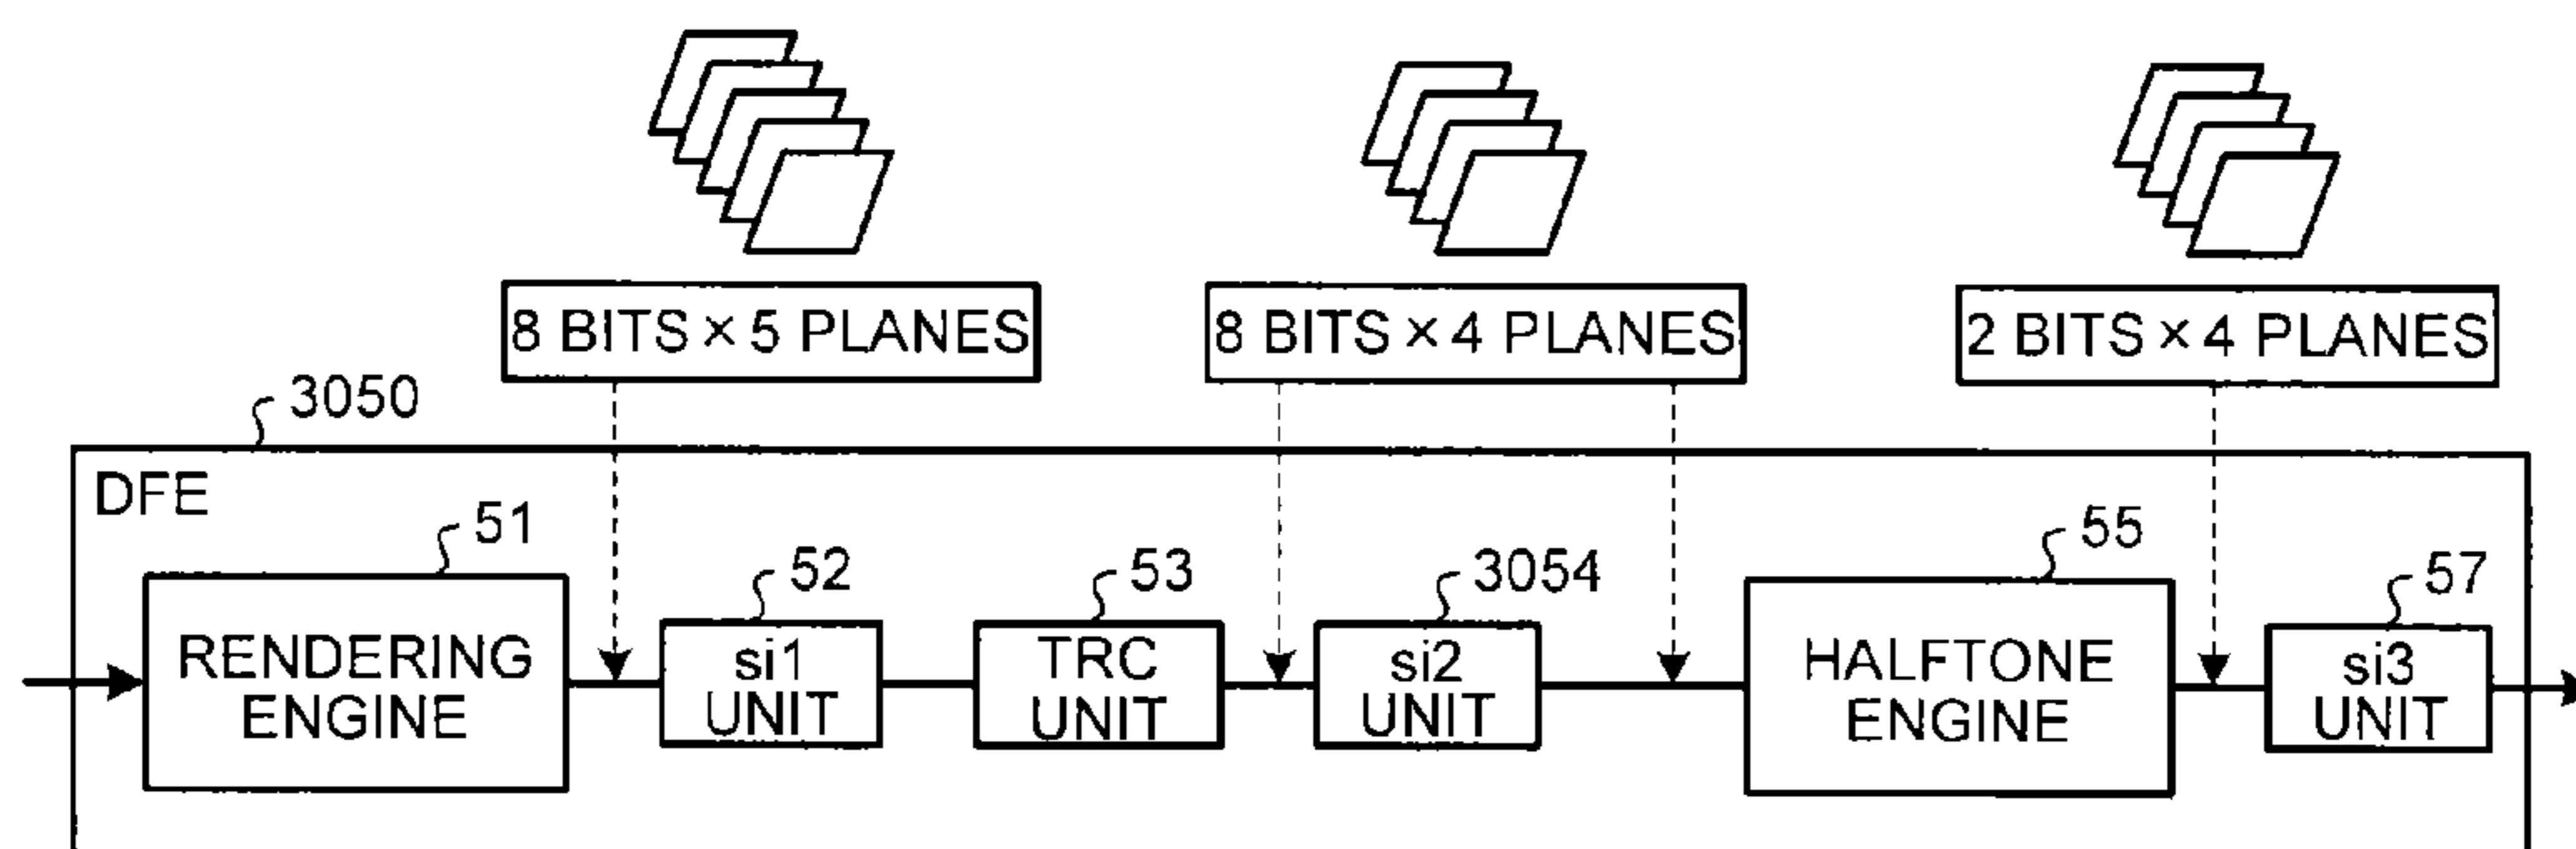 8 BITS × 5 PLANES
8 BITS × 4 PLANES
2 BITS × 4 PLANES
3050
DFE
51
52
53
3054
55
57
RENDERING
ENGINE
si1
UNIT
TRC
UNIT
si2
UNIT
HALFTONE
ENGINE
si3
UNIT